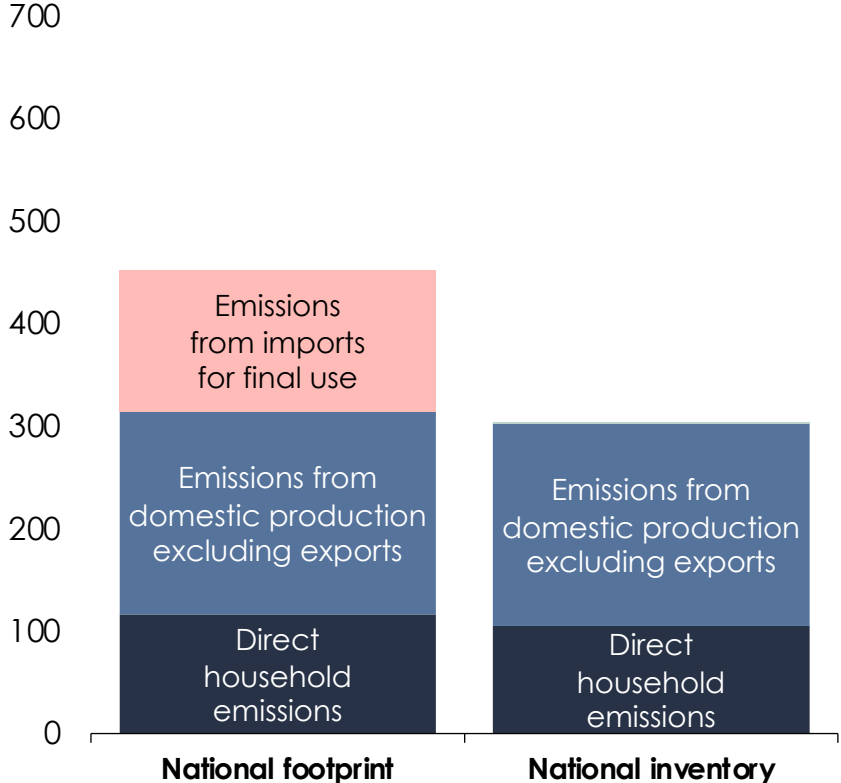 700
600
500
400
300
200
100
0
Emissions
from imports
for final use
Emissions from
domestic production
excluding exports
Direct
household
emissions
Emissions from
domestic production
excluding exports
Direct
household
emissions
National footprint
National inventory